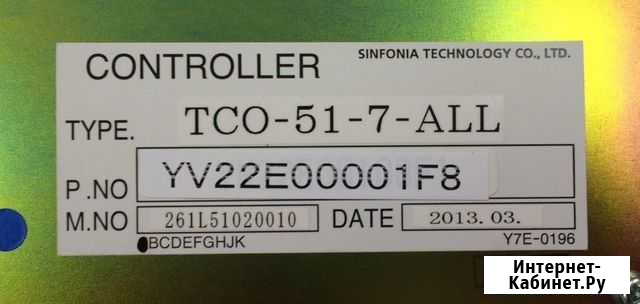 SINFONIA TECHNOLOGY CO., LTD.
CONTROLLER
TYPE. TCO-51-7-ALL
P.NO YV22E00001F8
M.NO 261L51020010 DATE 2013.03.
BCDEFGHJK Y7E-0196
Интернет-
Кабинет.Ру